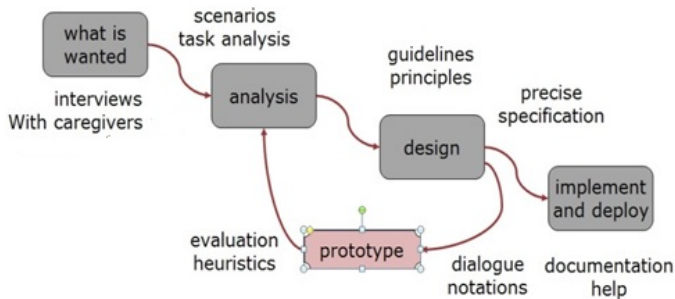 what is
wanted
scenarios
task analysis
interviews
With caregivers
analysis
guidelines
principles
design
precise
specification
implement
and deploy
evaluation
heuristics
prototype
dialogue
notations
documentation
help